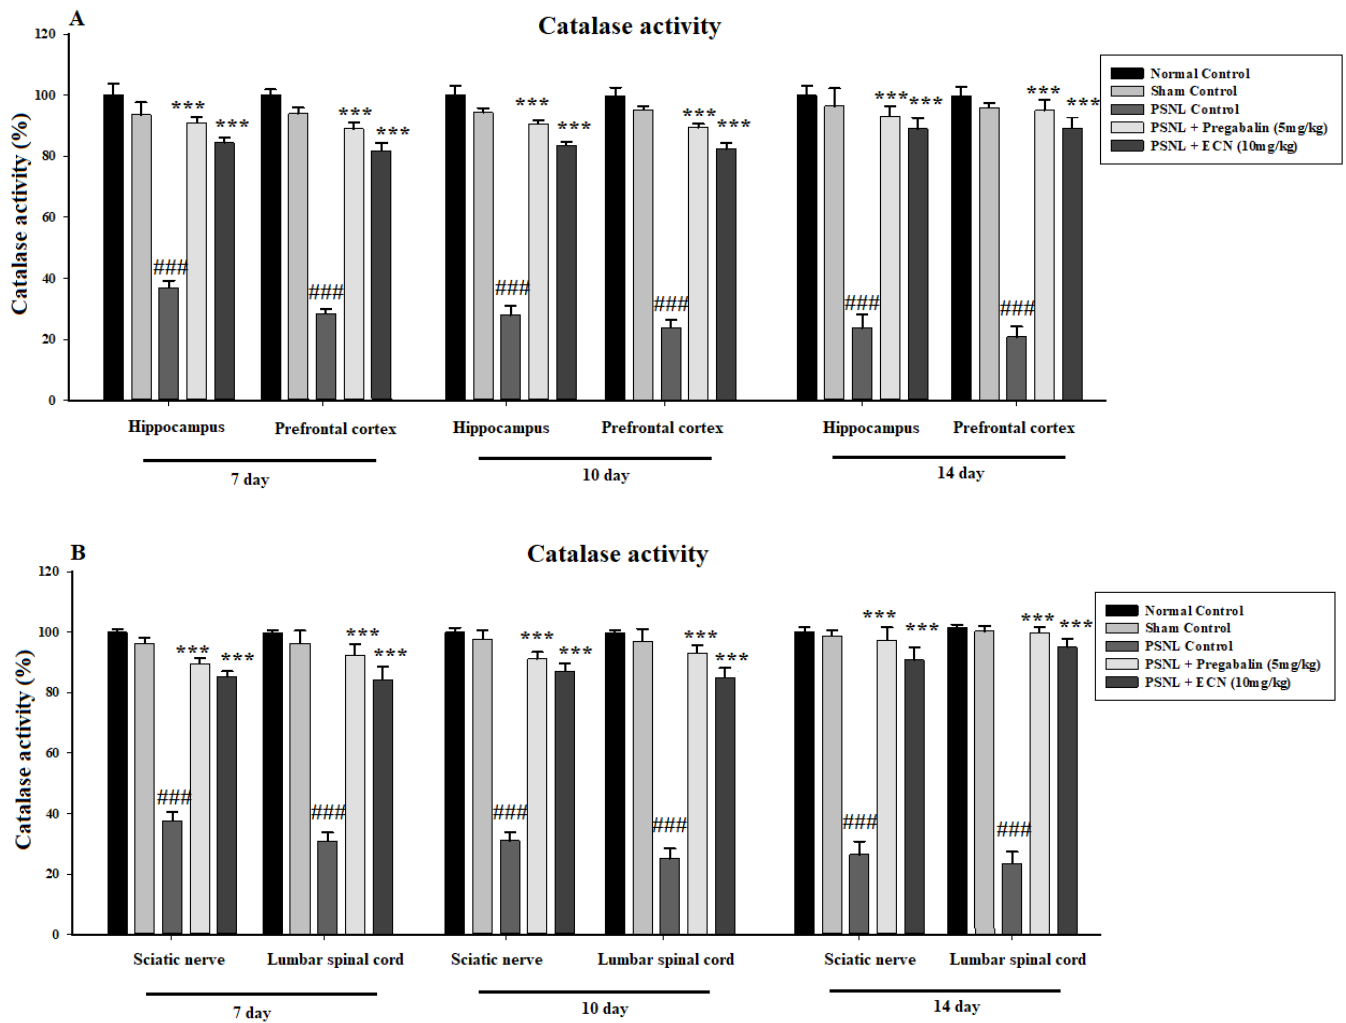 A
Catalase activity
Catalase activity (%)
120
100
80
60
40
20
0
*** *** *** *** *** *** *** *** *** *** *** ***
### ### ### ### ### ###
Normal Control
Sham Control
PSNL Control
PSNL + Pregabalin (5mg/kg)
PSNL + ECN (10mg/kg)
Hippocampus Prefrontal cortex Hippocampus Prefrontal cortex Hippocampus Prefrontal cortex
7 day 10 day 14 day
B
Catalase activity
Catalase activity (%)
120
100
80
60
40
20
0
*** *** *** *** *** *** *** *** *** *** *** ***
### ### ### ### ### ###
Normal Control
Sham Control
PSNL Control
PSNL + Pregabalin (5mg/kg)
PSNL + ECN (10mg/kg)
Sciatic nerve Lumbar spinal cord Sciatic nerve Lumbar spinal cord Sciatic nerve Lumbar spinal cord
7 day 10 day 14 day